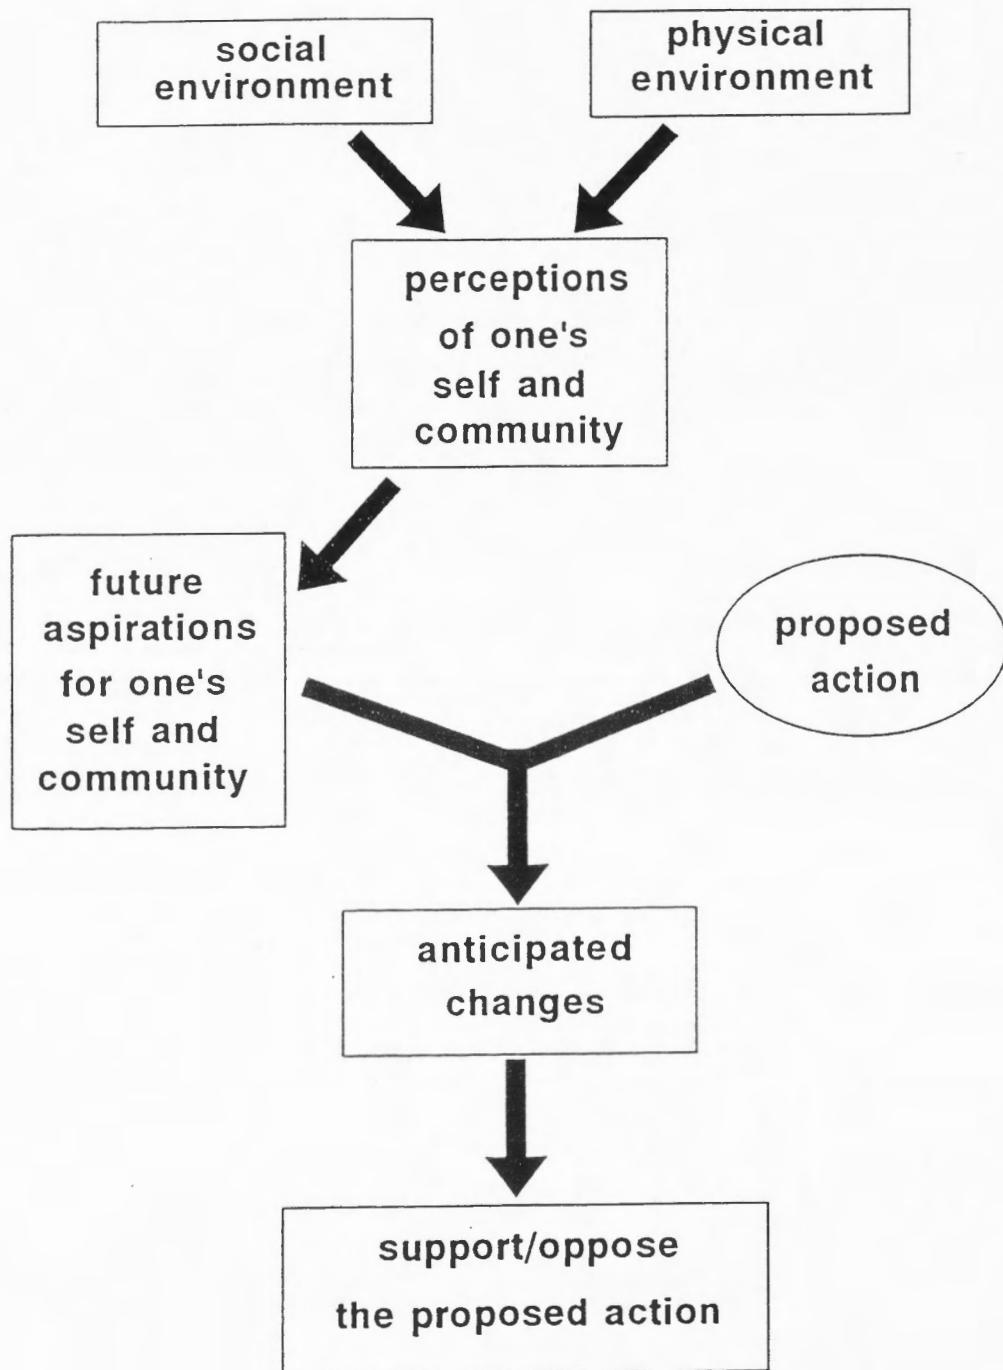 social
environment
physical
environment
perceptions
of one's
self and
community
future
aspirations
for one's
self and
community
proposed
action
anticipated
changes
support/oppose
the proposed action